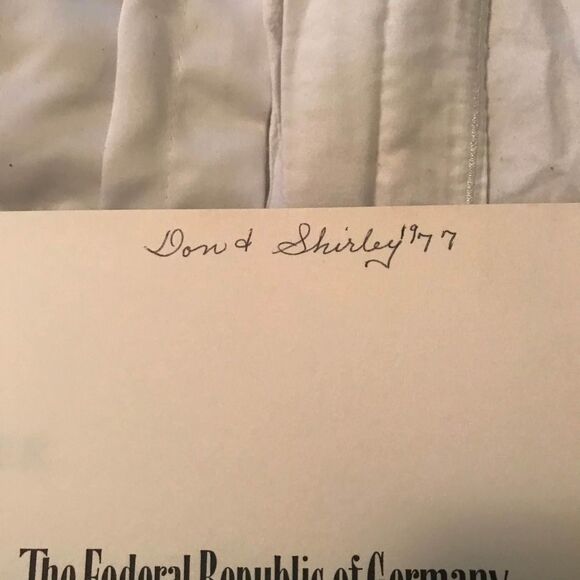 Don & Shirley 1977
The Federal Republic of Germany